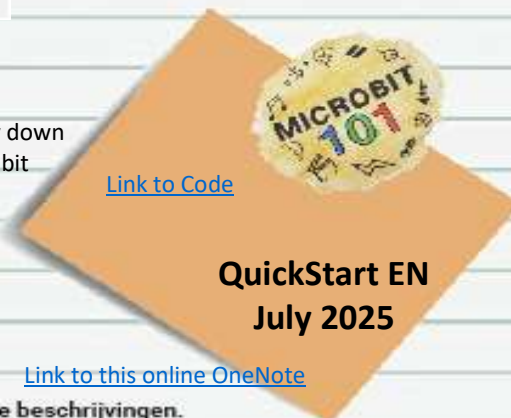 MICROBIT
101
down
bit
Link to Code
QuickStart EN
July 2025
Link to this online OneNote
e beschrijvingen.